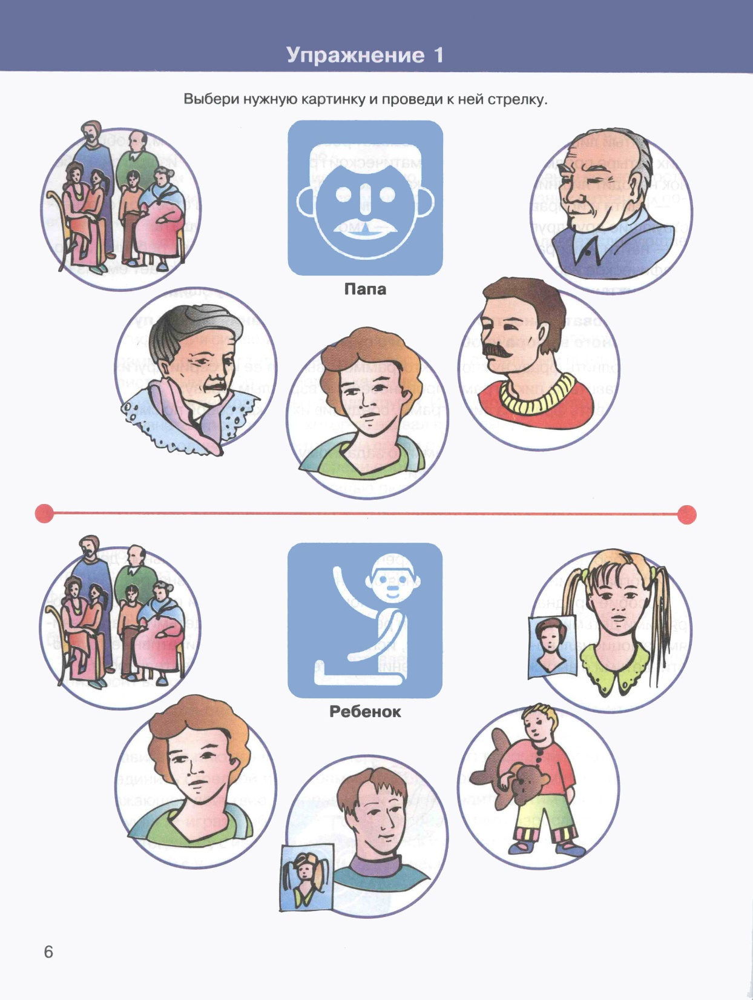 Упражнение 1
Выбери нужную картинку и проведи к ней стрелку.
Папа
Ребенок
6